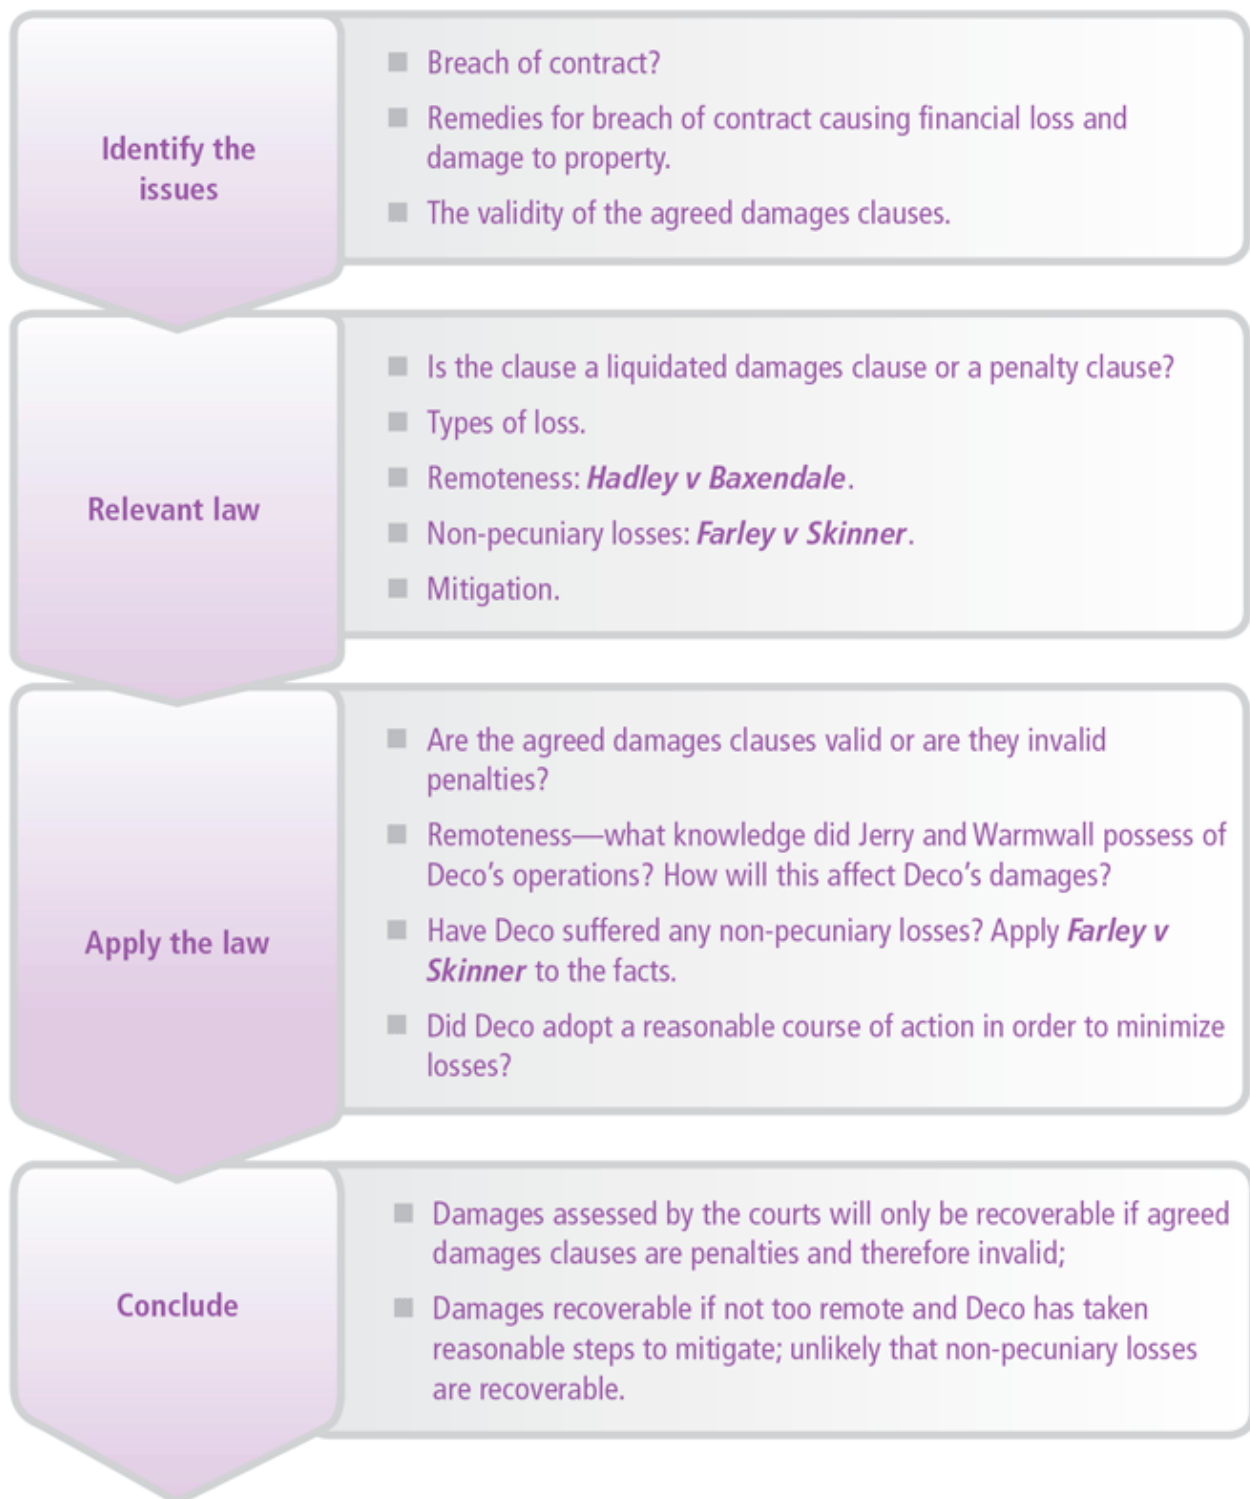 Identify the
issues
■ Breach of contract?
■ Remedies for breach of contract causing financial loss and
damage to property.
■ The validity of the agreed damages clauses.
Relevant law
■ Is the clause a liquidated damages clause or a penalty clause?
■ Types of loss.
■ Remoteness: Hadley v Baxendale.
■ Non-pecuniary losses: Farley v Skinner.
■ Mitigation.
Apply the law
■ Are the agreed damages clauses valid or are they invalid
penalties?
■ Remoteness—what knowledge did Jerry and Warmwall possess of
Deco's operations? How will this affect Deco's damages?
■ Have Deco suffered any non-pecuniary losses? Apply Farley v
Skinner to the facts.
■ Did Deco adopt a reasonable course of action in order to minimize
losses?
Conclude
■ Damages assessed by the courts will only be recoverable if agreed
damages clauses are penalties and therefore invalid;
■ Damages recoverable if not too remote and Deco has taken
reasonable steps to mitigate; unlikely that non-pecuniary losses
are recoverable.